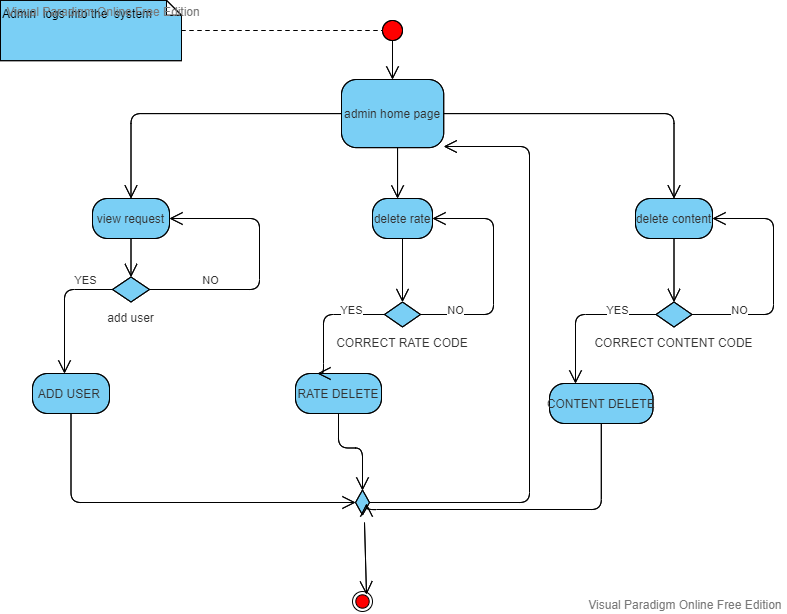 Visual Paradigm Online Free Edition
Admin logs into the system
admin home page
view request
delete rate
delete content
YES
NO
add user
YES
NO
CORRECT RATE CODE
YES
NO
CORRECT CONTENT CODE
ADD USER
RATE DELETE
CONTENT DELETE
Visual Paradigm Online Free Edition